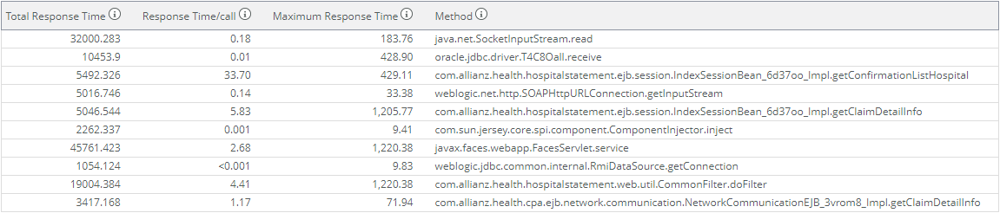 Total Response Time Response Time/call Maximum Response Time Method
32000.283 0.18 183.76 java.net.SocketInputStream.read
10453.9 0.01 428.90 oracle.jdbc.driver.T4C8Oall.receive
5492.326 33.70 429.11 com.allianz.health.hospitalstatement.ejb.session.IndexSessionBean_6d37oo_Impl.getConfirmationListHospital
5016.746 0.14 33.38 weblogic.net.http.SOAPHttpURLConnection.getInputStream
5046.544 5.83 1,205.77 com.allianz.health.hospitalstatement.ejb.session.IndexSessionBean_6d37oo_Impl.getClaimDetailInfo
2262.337 0.001 9.41 com.sun.jersey.core.spi.component.ComponentInjector.inject
45761.423 2.68 1,220.38 javax.faces.webapp.FacesServlet.service
1054.124 <0.001 9.83 weblogic.jdbc.common.internal.RmiDataSource.getConnection
19004.384 4.41 1,220.38 com.allianz.health.hospitalstatement.web.util.CommonFilter.doFilter
3417.168 1.17 71.94 com.allianz.health.cpa.ejb.network.communication.NetworkCommunicationEJB_3vrom8_Impl.getClaimDetailInfo